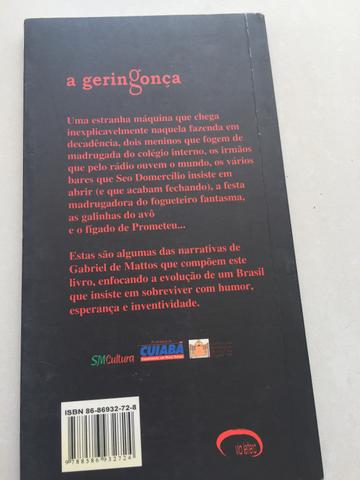 a geringonça
Uma estranha máquina que chega
inexplicavelmente naquela fazenda em
decadência, dois meninos que fogem de
madrugada do colégio interno, os irmãos
que pelo rádio ouvem o mundo, os vários
bares que Seo Domercílio insiste em
abrir (e que acabam fechando), a festa
madrugadora do fogueteiro fantasma,
as galinhas do avô
e o fígado de Prometeu...
Estas são algumas das narrativas de
Gabriel de Mattos que compõem este
livro, enfocando a evolução de um Brasil
que insiste em sobreviver com humor,
esperança e inventividade.
SMCultura
CUIABÁ
ISBN 86-86932-72-8
9788586932724
via lettera